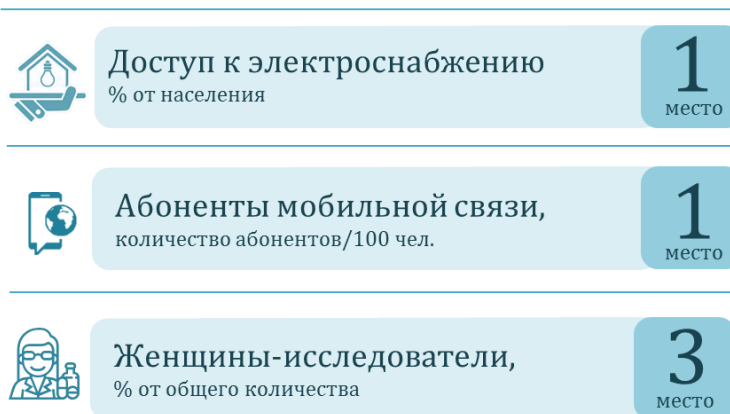 Доступ к электроснабжению
% от населения
1
место
Абоненты мобильной связи,
количество абонентов/100 чел.
1
место
Женщины-исследователи,
% от общего количества
3
место